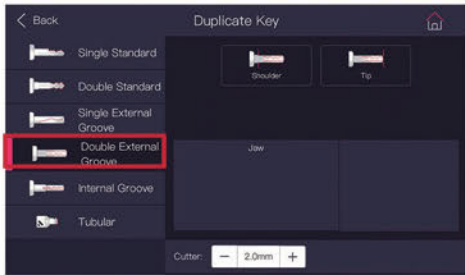 Back
Duplicate Key
Single Standard
Double Standard
Single External
Groove
Double External
Groove
Internal Groove
Tubular
Shoulder
Tip
Jaw
Cutter:
− 2.0mm +